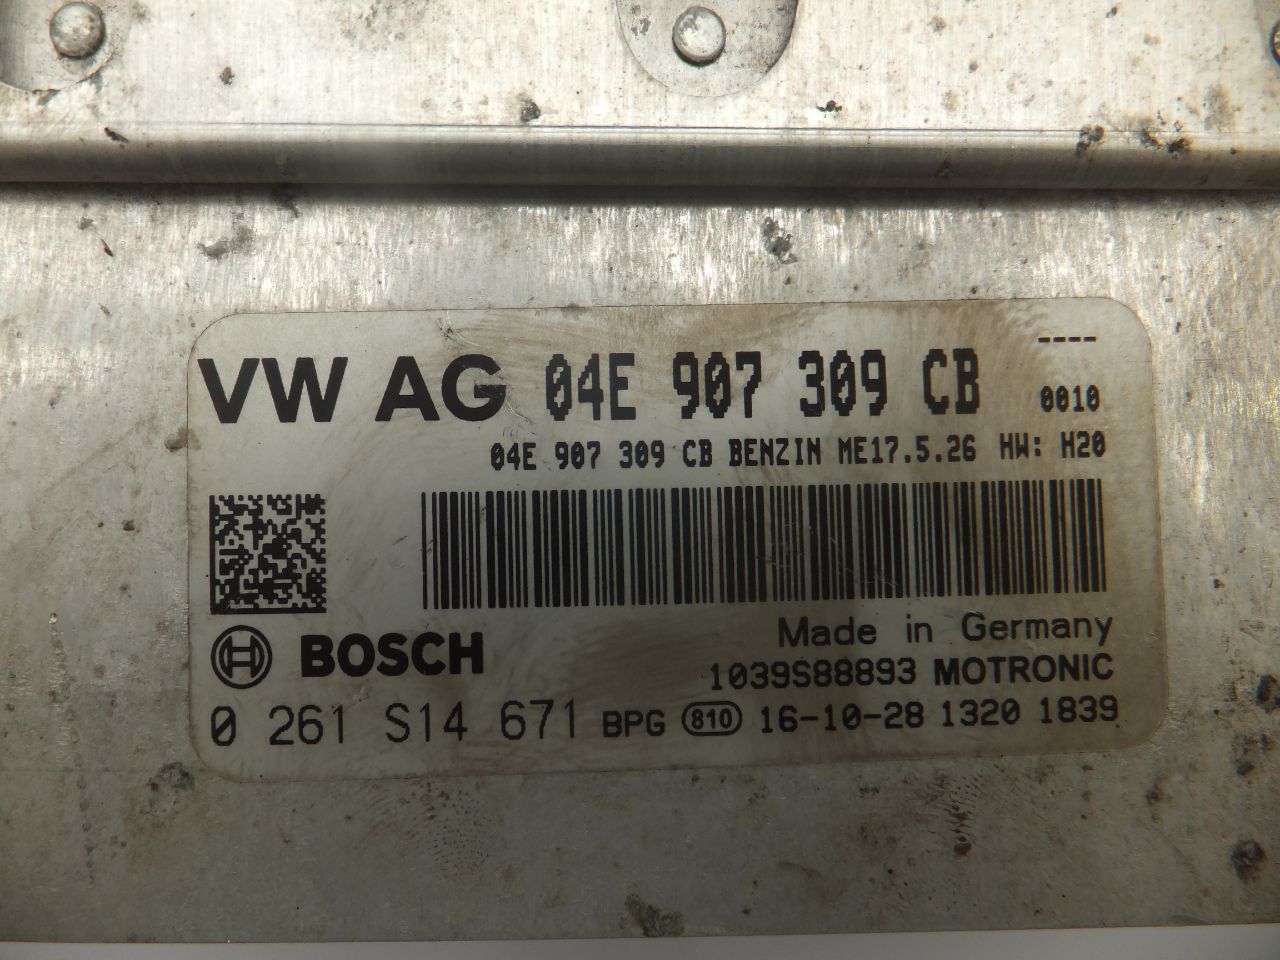 VW AG 04E 907 309 CB ----
0010
04E 907 309 CB BENZIN ME17.5.26 HW: H20
Made in Germany
BOSCH 1039S88893 MOTRONIC
0 261 S14 671 BPG 810 16-10-28 1320 1839